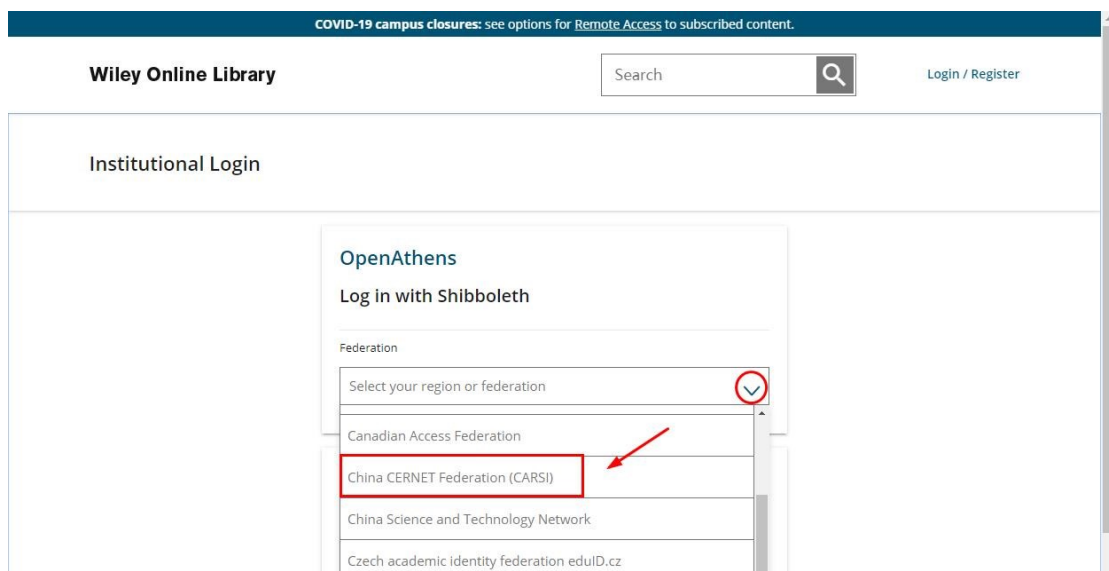 COVID-19 campus closures: see options for Remote Access to subscribed content.
Wiley Online Library
Search
Login / Register
Institutional Login
OpenAthens
Log in with Shibboleth
Federation
Select your region or federation
Canadian Access Federation
China CERNET Federation (CARSI)
China Science and Technology Network
Czech academic identity federation eduID.cz